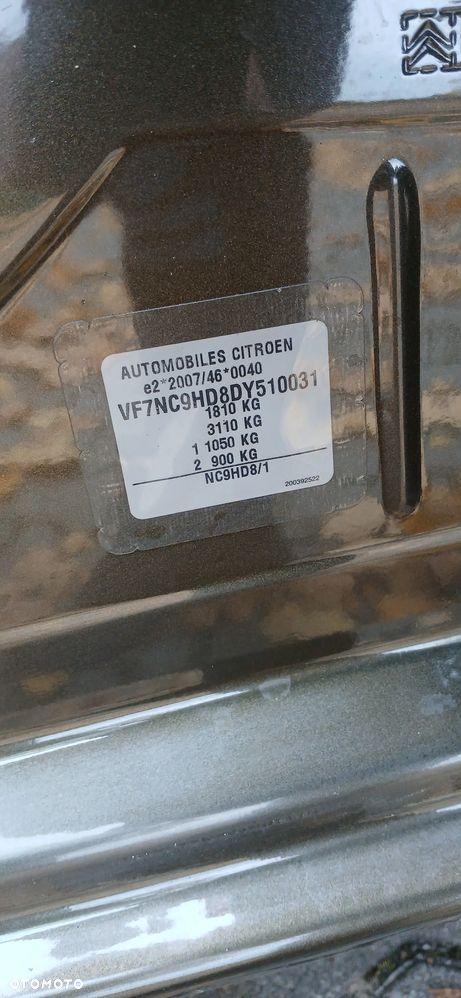 AUTOMOBILES CITROEN
e2*2007/46*0040
VF7NC9HD8DY510031
1810 KG
3110 KG
1 1050 KG
2 900 KG
NC9HD8/1
200392522
OTOMOTO